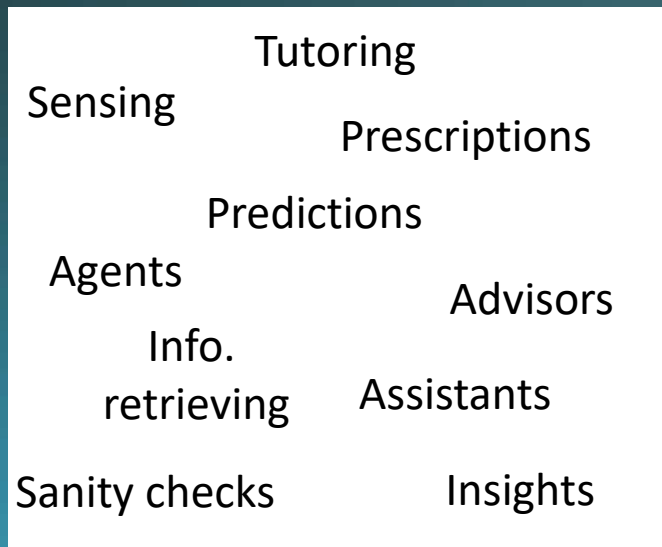 Tutoring
Sensing
Prescriptions
Predictions
Agents
Advisors
Info.
retrieving
Assistants
Sanity checks
Insights